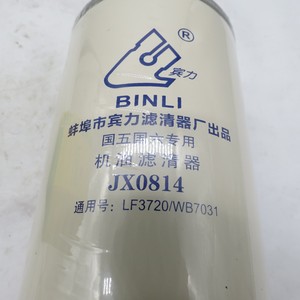 ®
宾力
BINLI
蚌埠市宾力滤清器厂出品
国五国六专用
机油滤清器
JX0814
通用号: LF3720/WB7031